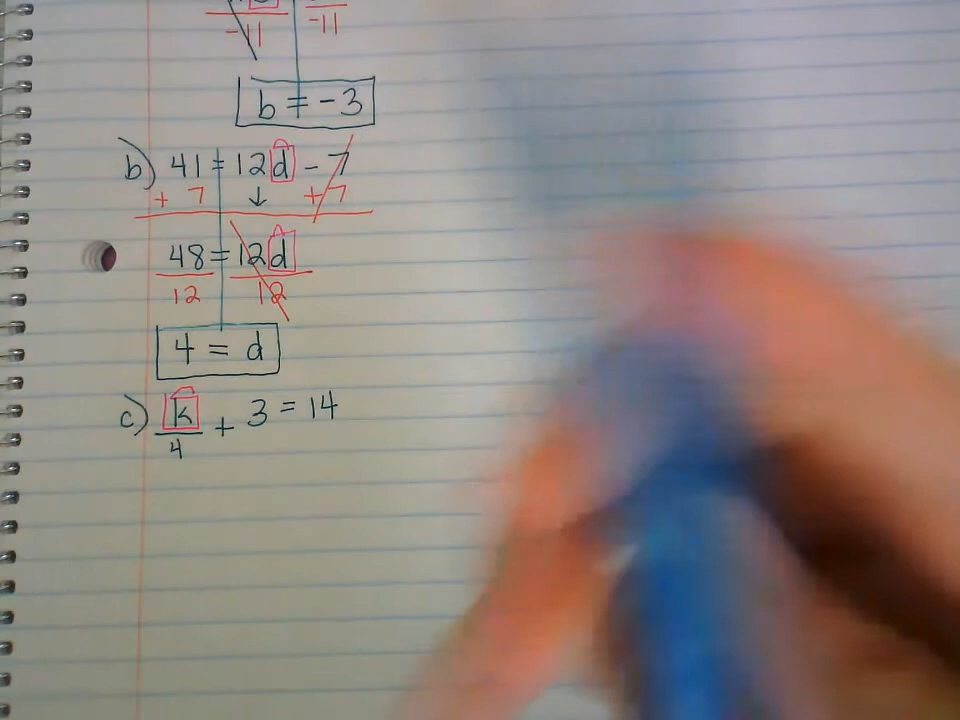 -11 -11
b = -3
b) 41 = 12d - 7
+ 7 ↓ + 7
48 = 12d
12 12
4 = d
c) k + 3 = 14
4